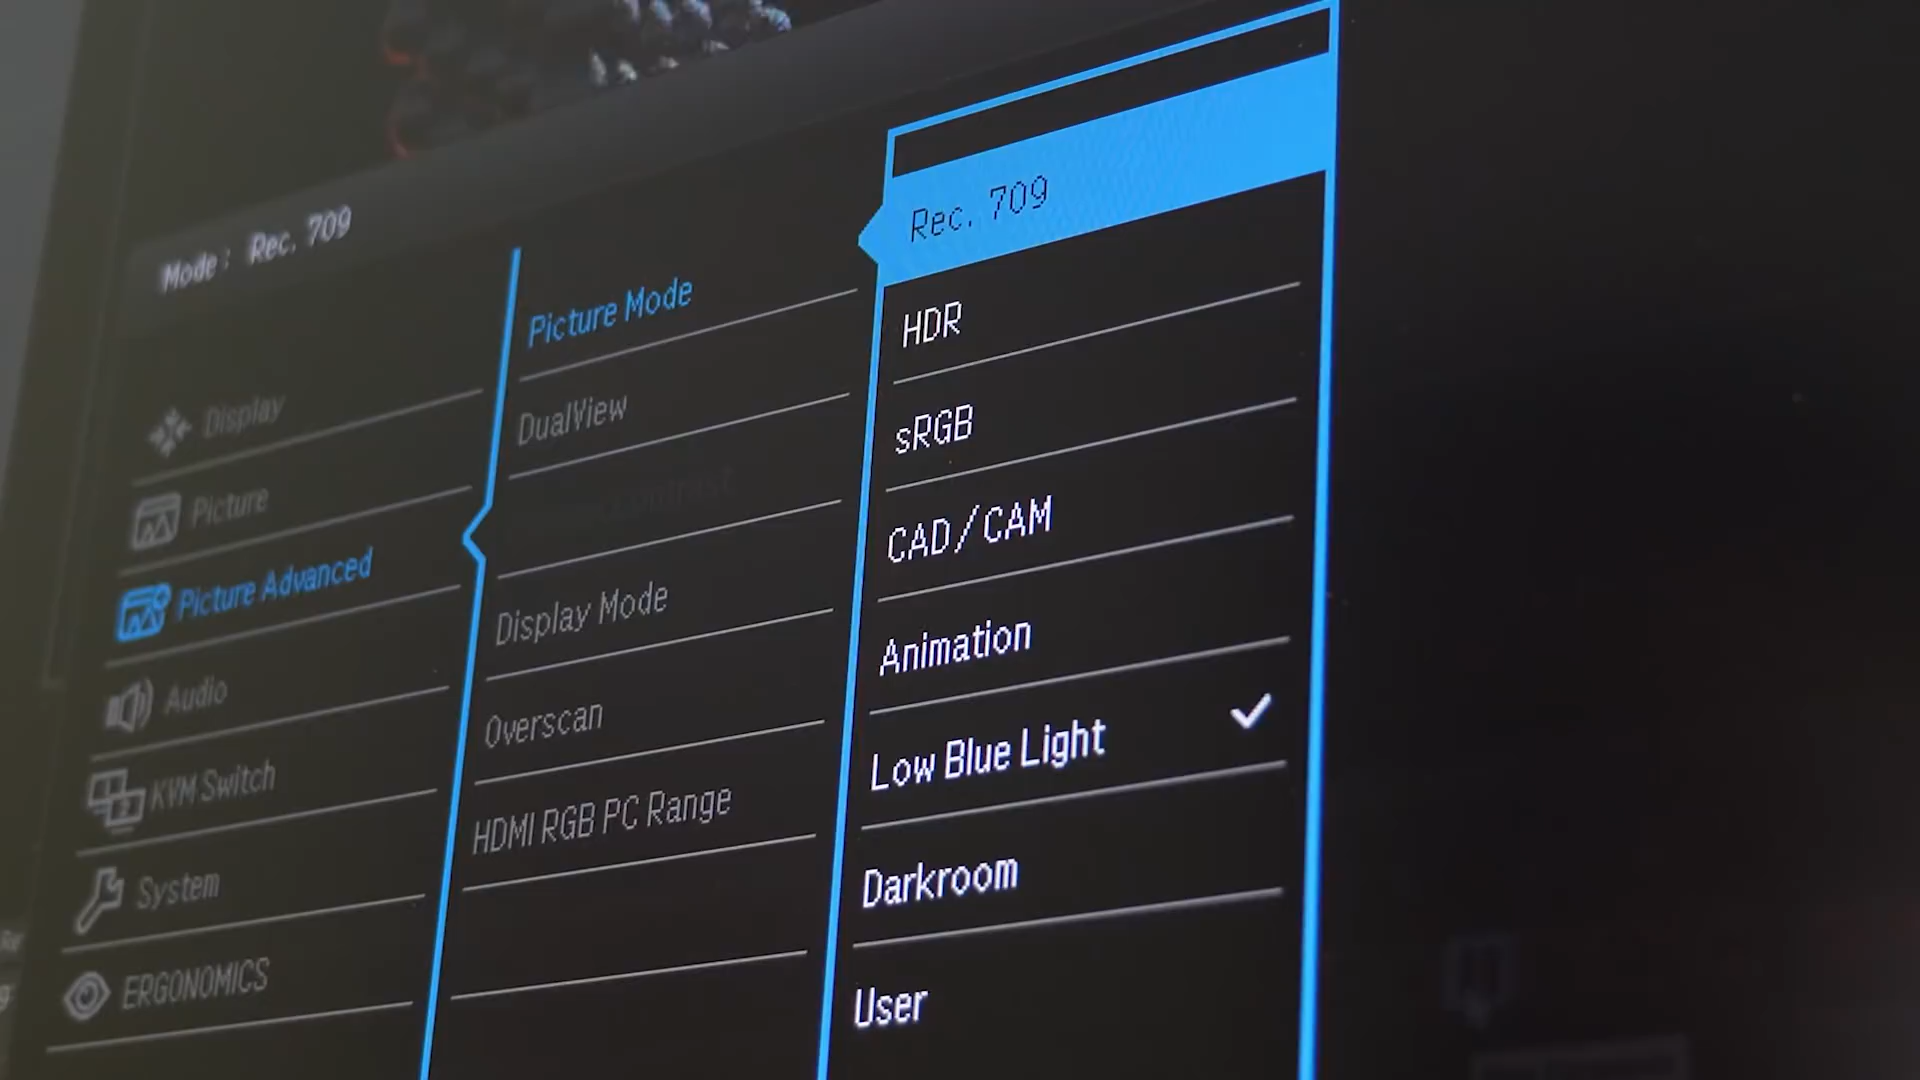 Mode: Rec. 709
Display
Picture
Picture Advanced
Audio
KVM Switch
System
ERGONOMICS
Picture Mode
DualView
Display Mode
Overscan
HDMI RGB PC Range
Rec. 709
HDR
sRGB
CAD/CAM
Animation
Low Blue Light
Darkroom
User